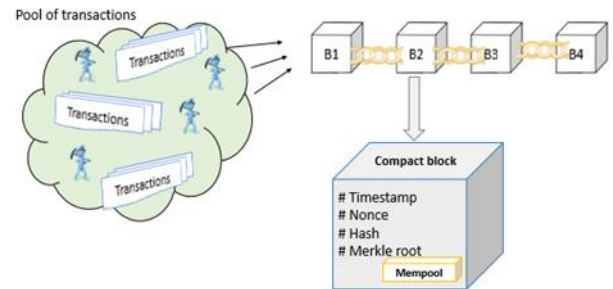 Pool of transactions
Transactions
Transactions
Transactions
B1
B2
B3
B4
Compact block
# Timestamp
# Nonce
# Hash
# Merkle root
Mempool